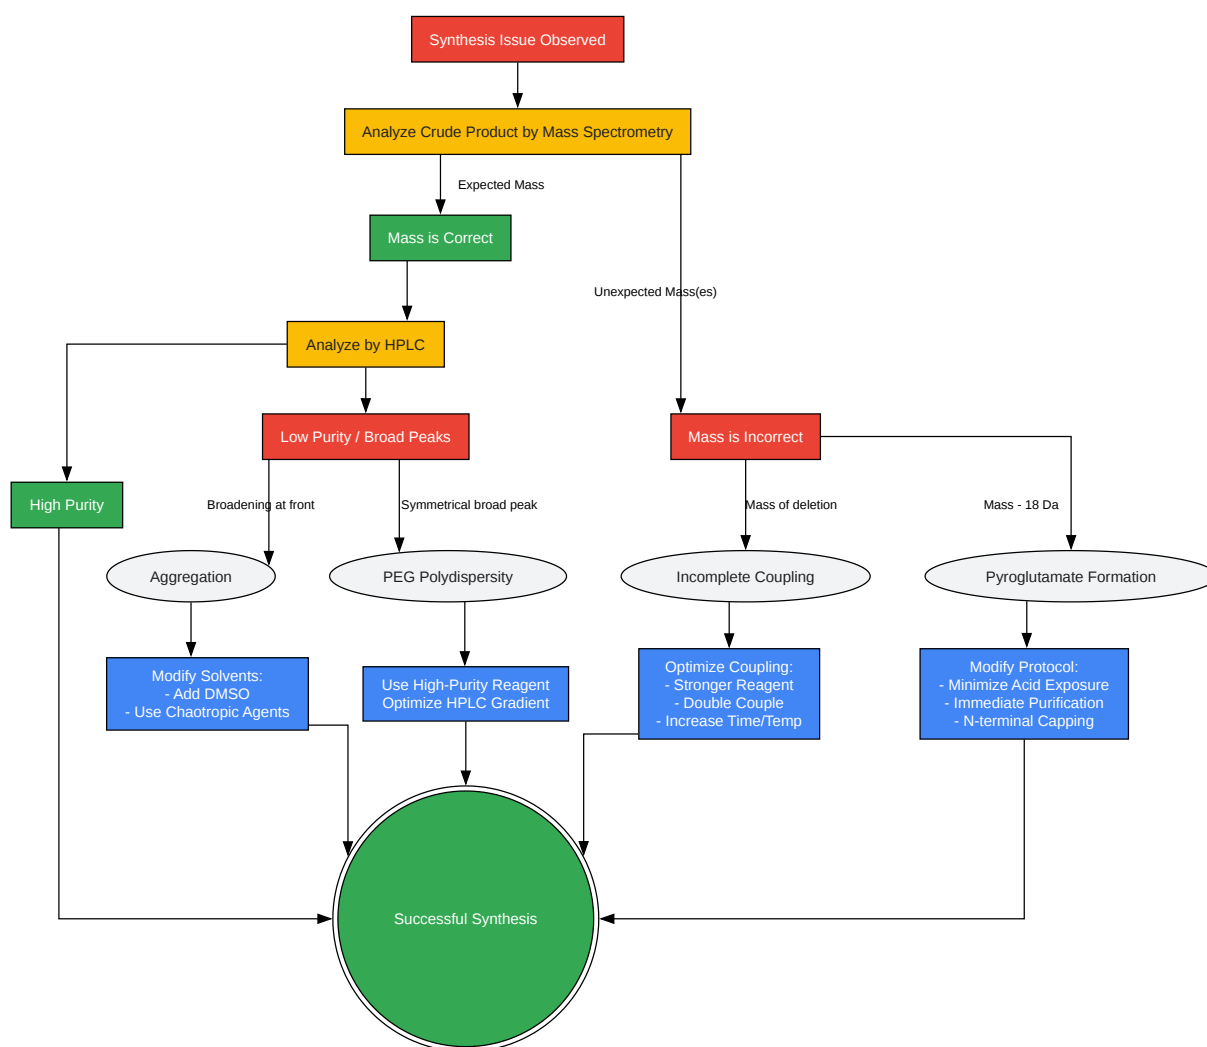 Synthesis Issue Observed
Analyze Crude Product by Mass Spectrometry
Expected Mass
Mass is Correct
Unexpected Mass(es)
Analyze by HPLC
Low Purity / Broad Peaks
Mass is Incorrect
High Purity
Broadening at front
Symmetrical broad peak
Mass of deletion
Mass - 18 Da
Aggregation
PEG Polydispersity
Incomplete Coupling
Pyroglutamate Formation
Modify Solvents:
- Add DMSO
- Use Chaotropic Agents
Use High-Purity Reagent
Optimize HPLC Gradient
Optimize Coupling:
- Stronger Reagent
- Double Couple
- Increase Time/Temp
Modify Protocol:
- Minimize Acid Exposure
- Immediate Purification
- N-terminal Capping
Successful Synthesis